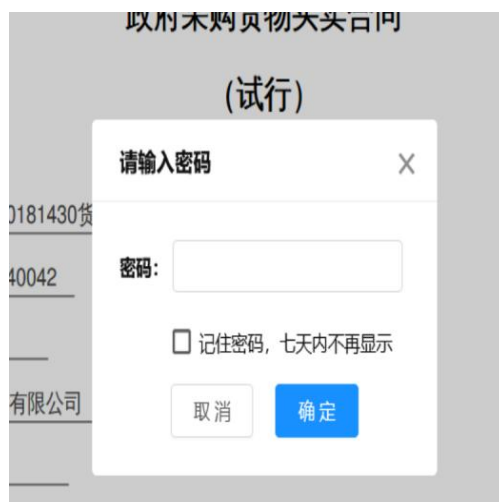 政府采购货物买卖合同
(试行)
请输入密码
0181430货
密码：
40042
记住密码，七天内不再显示
有限公司
取消
确定